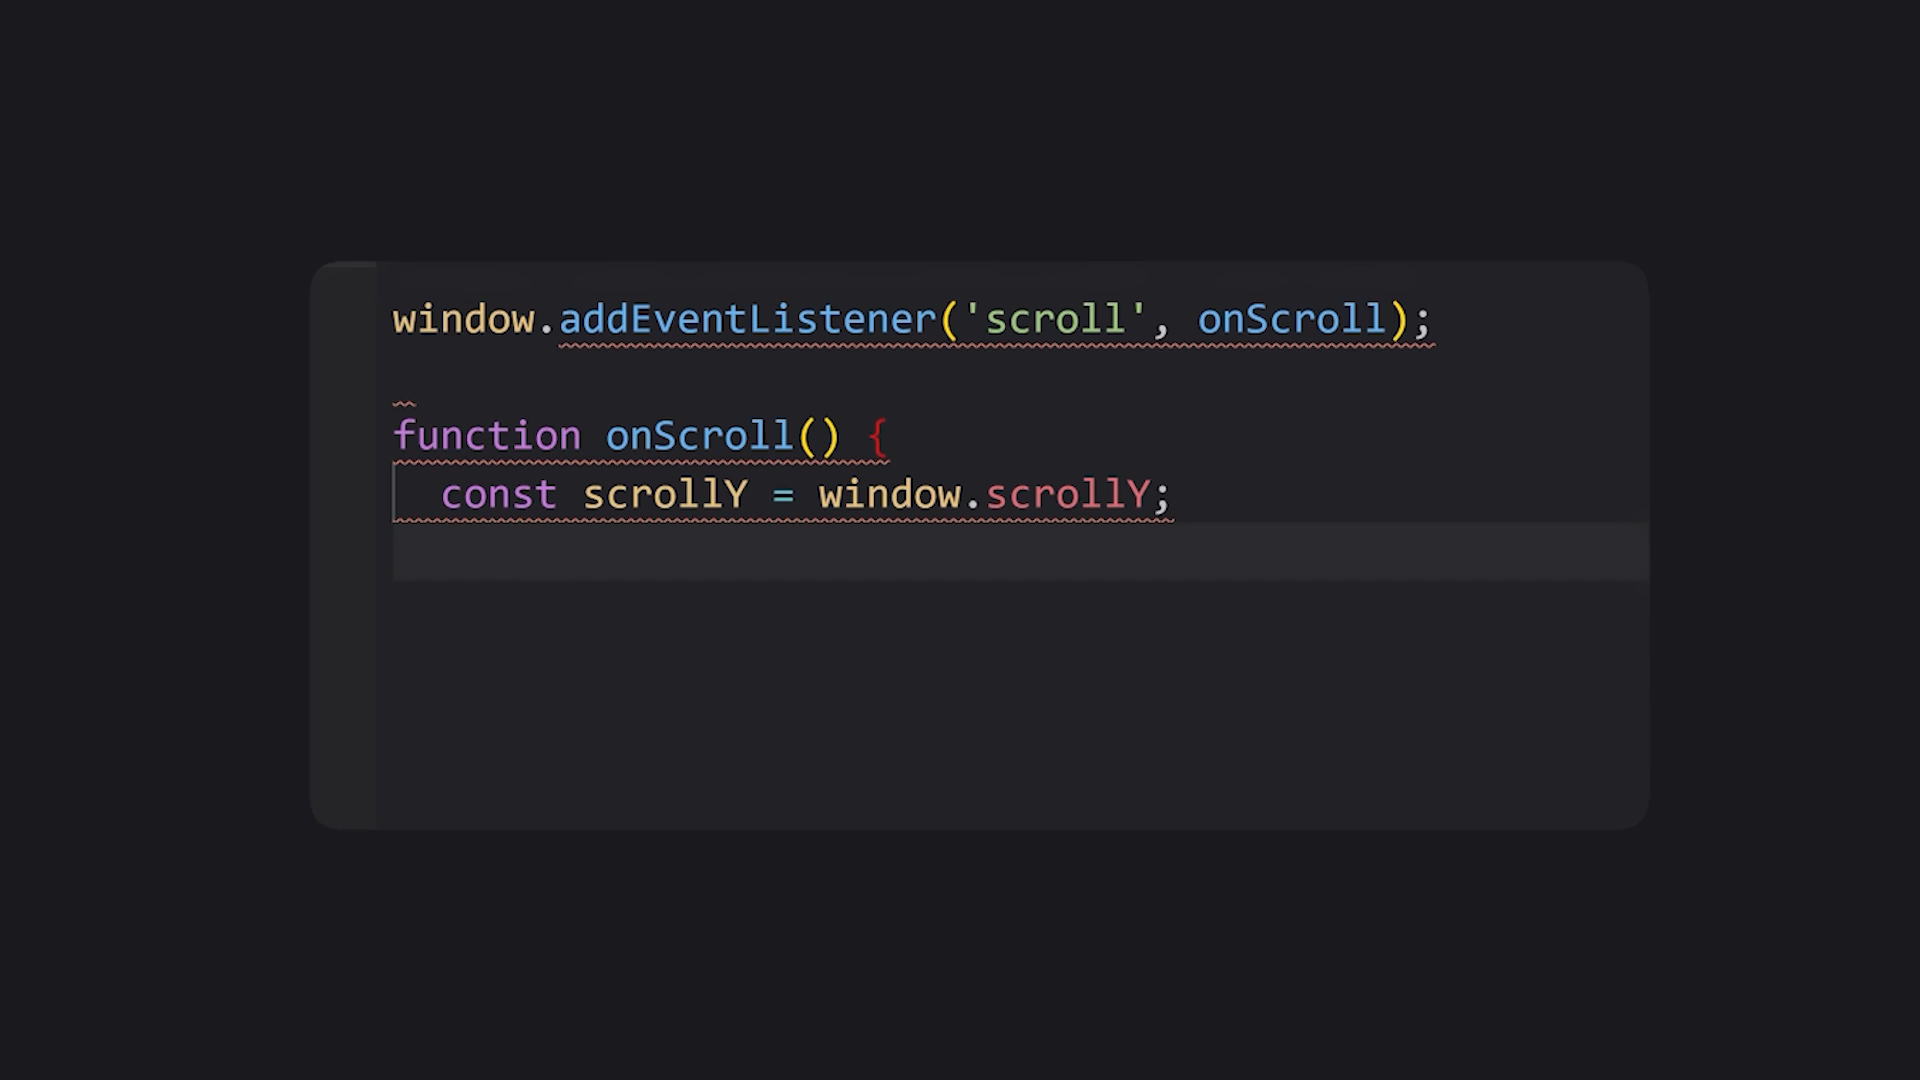 window.addEventListener('scroll', onScroll);
function onScroll() {
  const scrollY = window.scrollY;